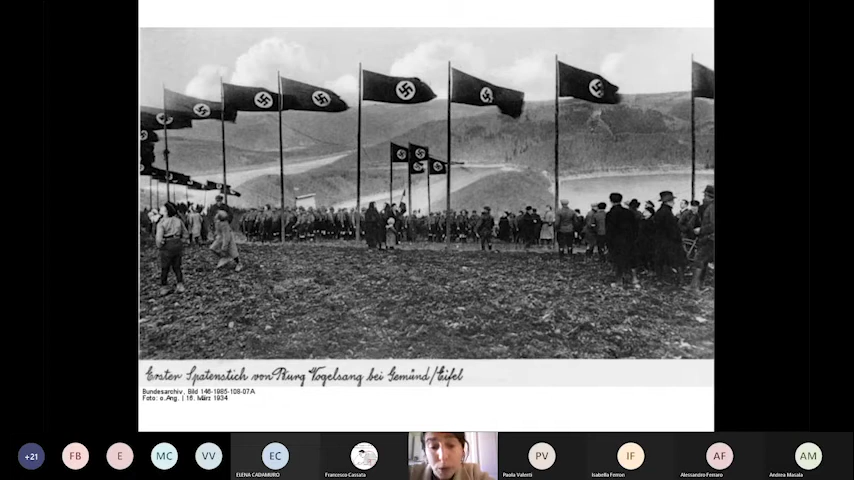 Ersten Spatenstich von Burg Vogelsang bei Gemünd/Eifel
Bundesarchiv, Bild 146-1985-108-07A
Foto: o.Ang. | 16. März 1934
+21
FB
E
MC
VV
EC
PV
IF
AF
AM
ELENA CADAMURO
Francesco Cassata
Paola Valenti
Isabella Ferron
Alessandro Ferraro
Andrea Masala